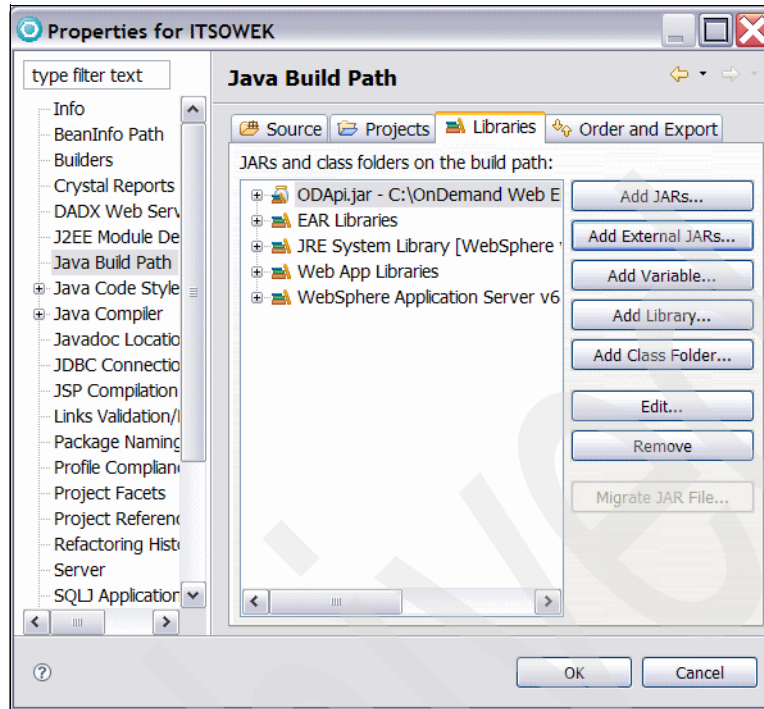 Properties for ITSOWEK
type filter text
Info
BeanInfo Path
Builders
Crystal Reports
DADX Web Serv
J2EE Module De
Java Build Path
Java Code Style
Java Compiler
Javadoc Locatio
JDBC Connectio
JSP Compilation
Links Validation/
Package Naming
Profile Complian
Project Facets
Project Referen
Refactoring Hist
Server
SQLJ Application
Java Build Path
Source Projects Libraries Order and Export
JARs and class folders on the build path:
ODApi.jar - C:\OnDemand Web E
EAR Libraries
JRE System Library [WebSphere
Web App Libraries
WebSphere Application Server v6
Add JARs...
Add External JARs...
Add Variable...
Add Library...
Add Class Folder...
Edit...
Remove
Migrate JAR File...
OK Cancel